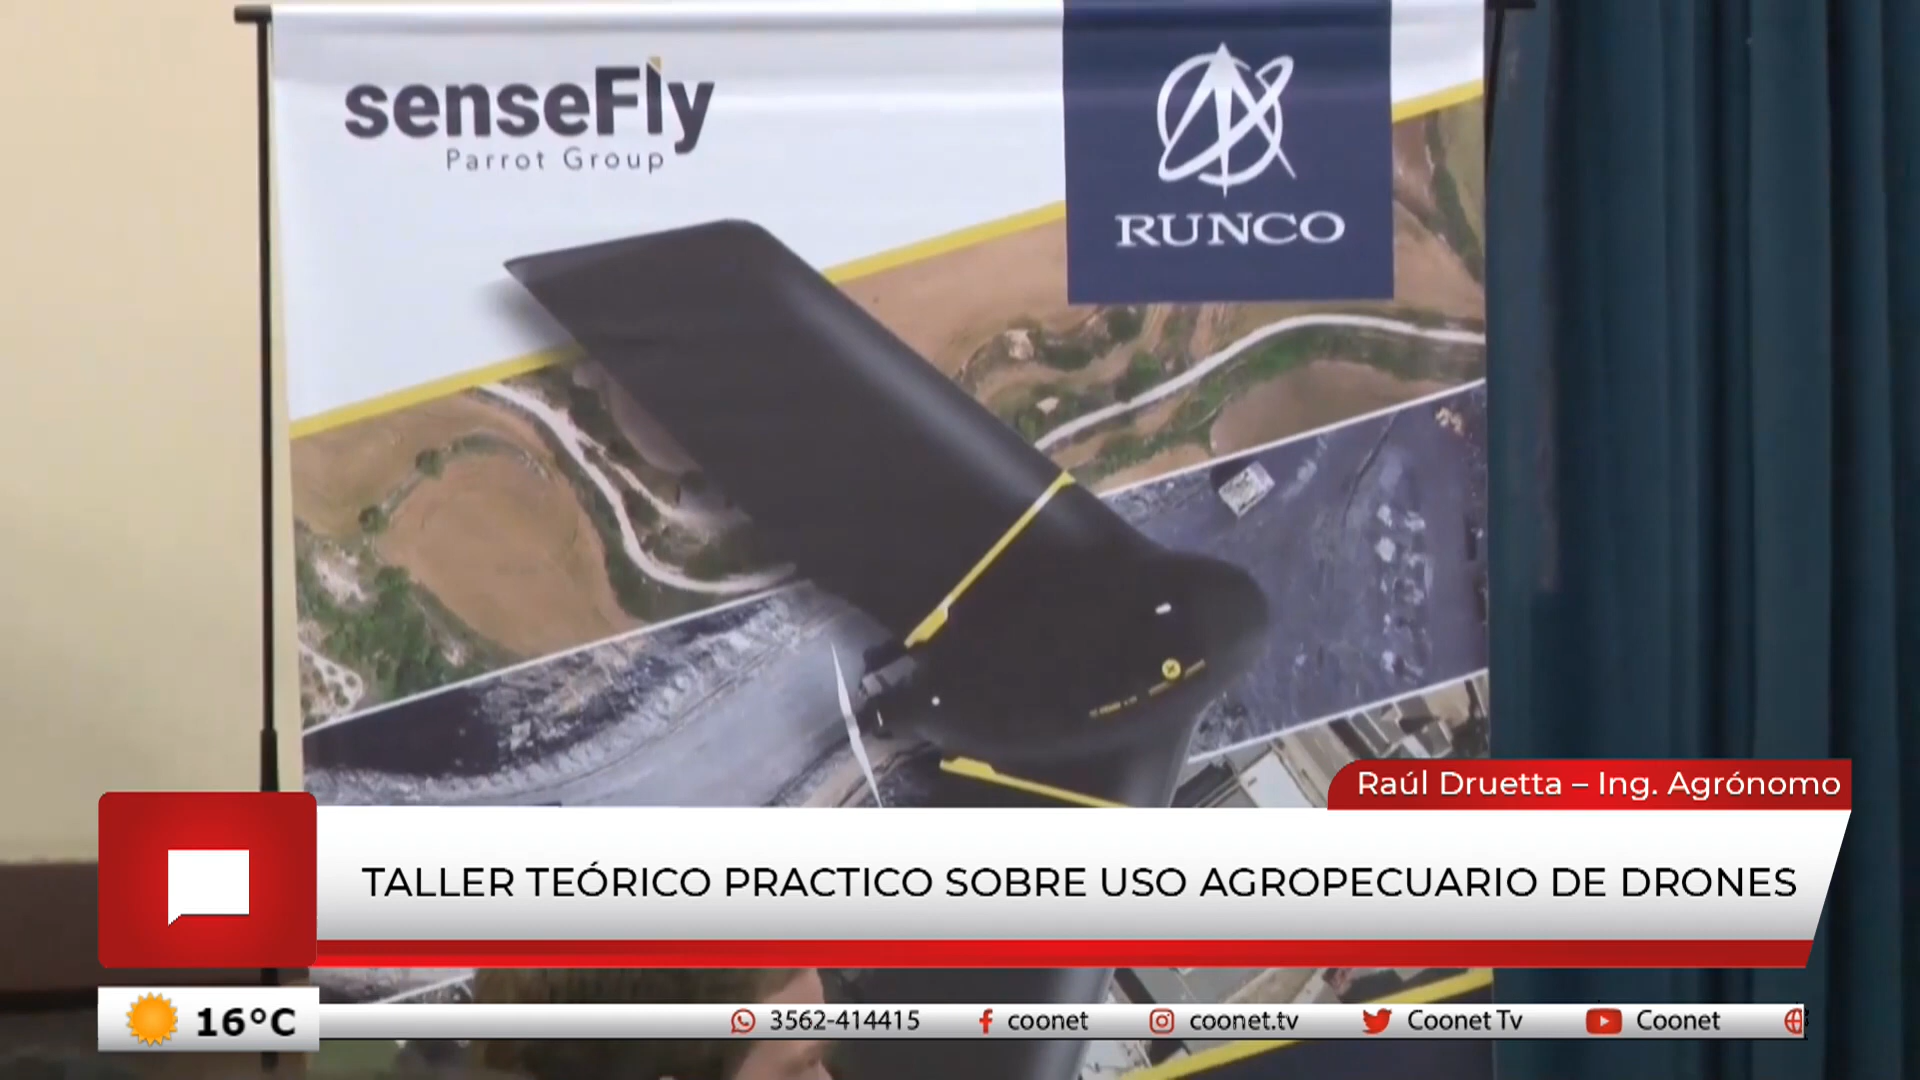 senseFly
Parrot Group
RUNCO
Raúl Druetta – Ing. Agrónomo
TALLER TEÓRICO PRACTICO SOBRE USO AGROPECUARIO DE DRONES
16°C
3562-414415
coonet
coonet.tv
Coonet Tv
Coonet